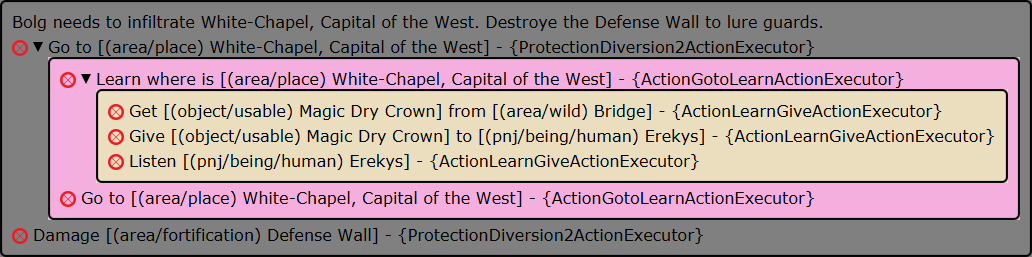 Bolg needs to infiltrate White-Chapel, Capital of the West. Destroye the Defense Wall to lure guards.
Go to [(area/place) White-Chapel, Capital of the West] - {ProtectionDiversion2ActionExecutor}
Learn where is [(area/place) White-Chapel, Capital of the West] - {ActionGotoLearnActionExecutor}
Get [(object/usable) Magic Dry Crown] from [(area/wild) Bridge] - {ActionLearnGiveActionExecutor}
Give [(object/usable) Magic Dry Crown] to [(pnj/being/human) Erekys] - {ActionLearnGiveActionExecutor}
Listen [(pnj/being/human) Erekys] - {ActionLearnGiveActionExecutor}
Go to [(area/place) White-Chapel, Capital of the West] - {ActionGotoLearnActionExecutor}
Damage [(area/fortification) Defense Wall] - {ProtectionDiversion2ActionExecutor}